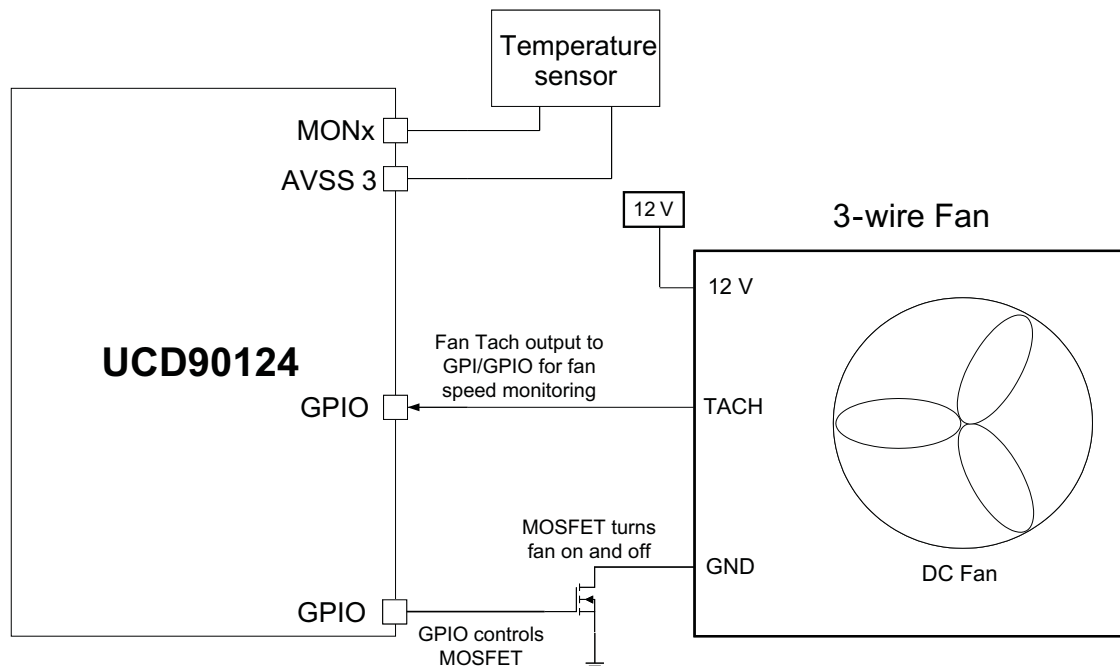 Temperature
sensor
MONx
AVSS 3
12 V
3-wire Fan
12 V
Fan Tach output to
GPI/GPIO for fan
speed monitoring
UCD90124
GPIO
TACH
MOSFET turns
fan on and off
GND
DC Fan
GPIO
GPIO controls
MOSFET